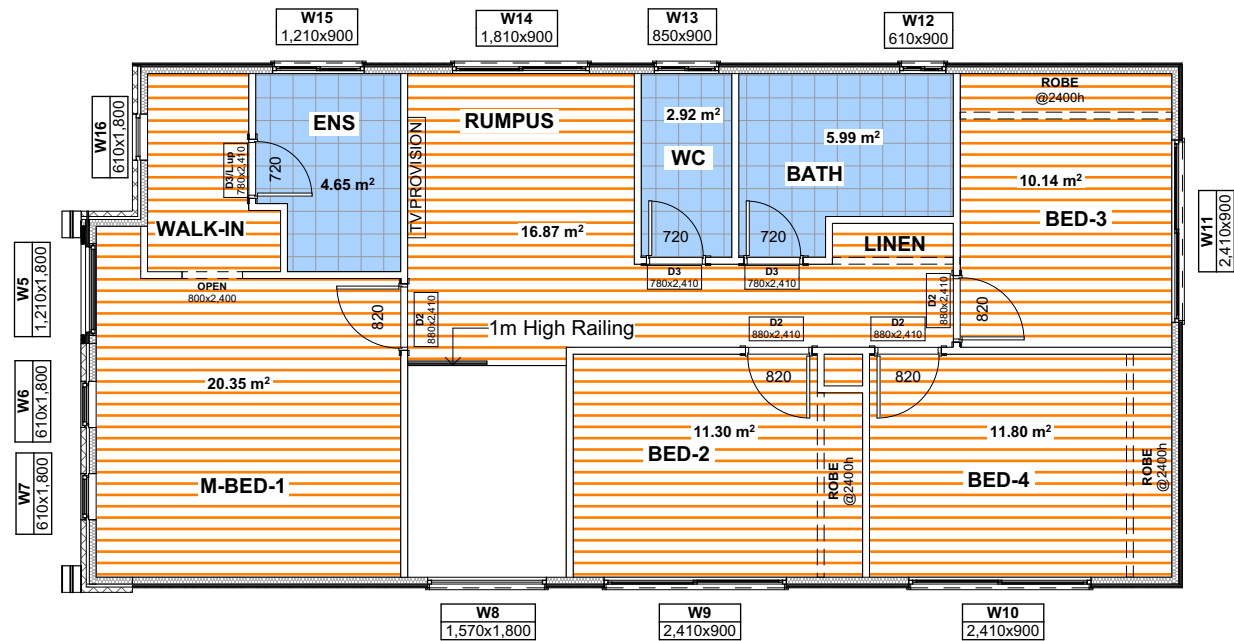 W15
1,210x900
W14
1,810x900
W13
850x900
W12
610x900
W16
610x1,800
ENS
720
D3/L.up
780x2,410
4.65 m²
TV PROVISION
RUMPUS
16.87 m²
2.92 m²
WC
720
D3
780x2,410
5.99 m²
BATH
720
D3
780x2,410
ROBE
@2400h
10.14 m²
BED-3
W11
2,410x900
WALK-IN
OPEN
800x2,400
LINEN
W5
1,210x1,800
820
D2
880x2,410
1m High Railing
D2
880x2,410
D2
880x2,410
D2
880x2,410
820
W6
610x1,800
20.35 m²
820
820
11.30 m²
BED-2
ROBE
@2400h
11.80 m²
BED-4
ROBE
@2400h
W7
610x1,800
M-BED-1
W8
1,570x1,800
W9
2,410x900
W10
2,410x900